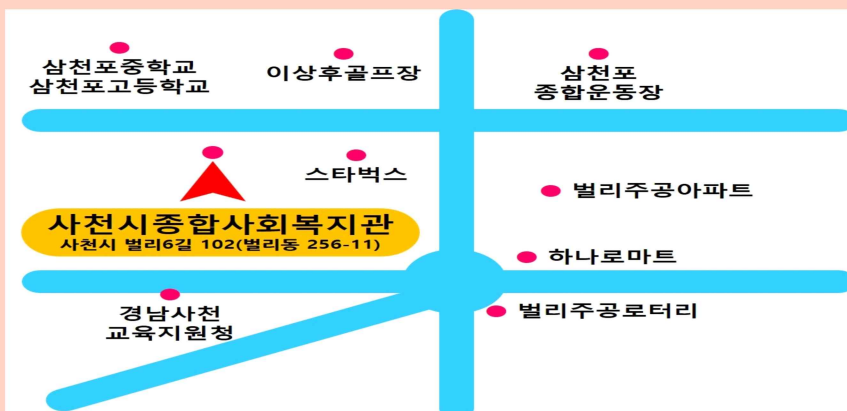 삼천포중학교
삼천포고등학교
이상후골프장
삼천포
종합운동장
스타벅스
벌리주공아파트
사천시종합사회복지관
사천시 벌리6길 102(벌리동 256-11)
하나로마트
경남사천
교육지원청
벌리주공로터리